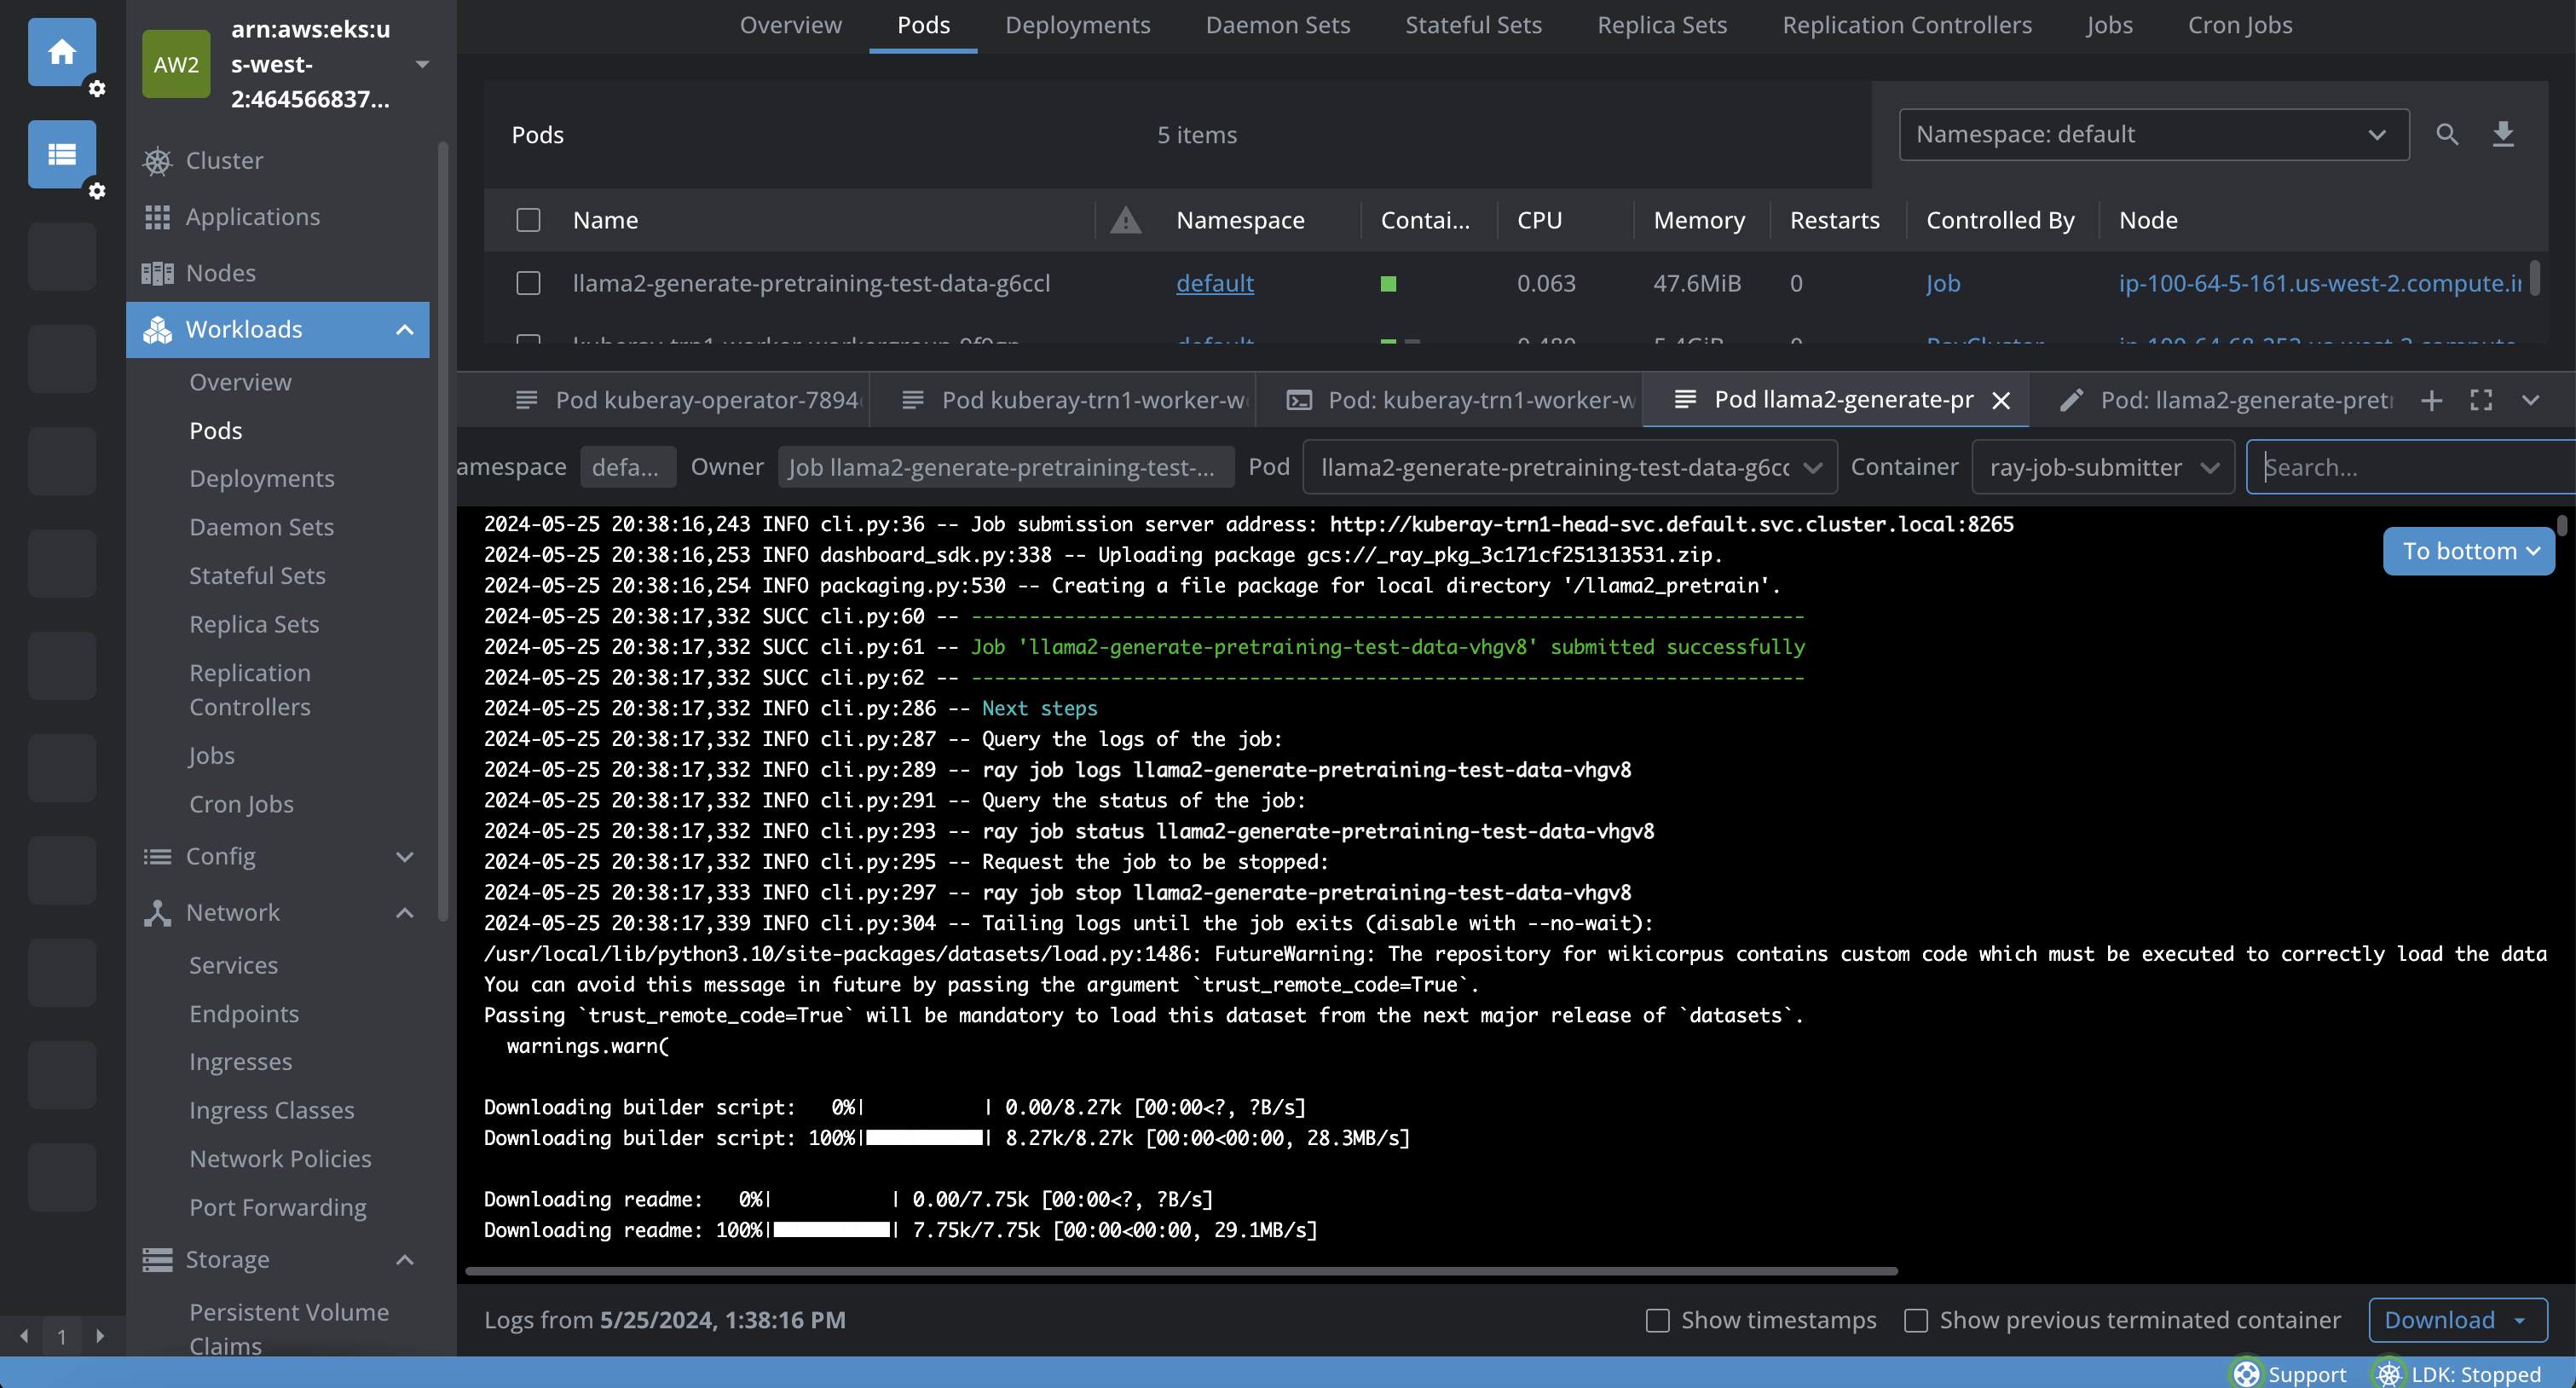 AW2
arn:aws:eks:u
s-west-
2:464566837...
Cluster
Applications
Nodes
Workloads
Overview
Pods
Deployments
Daemon Sets
Stateful Sets
Replica Sets
Replication
Controllers
Jobs
Cron Jobs
Config
Network
Services
Endpoints
Ingresses
Ingress Classes
Network Policies
Port Forwarding
Storage
Persistent Volume
Claims
1
Overview Pods Deployments Daemon Sets Stateful Sets Replica Sets Replication Controllers Jobs Cron Jobs
Pods 5 items Namespace: default
Name Namespace Contai... CPU Memory Restarts Controlled By Node
llama2-generate-pretraining-test-data-g6ccl default 0.063 47.6MiB 0 Job ip-100-64-5-161.us-west-2.compute.in
Pod kuberay-operator-7894 Pod kuberay-trn1-worker-w Pod: kuberay-trn1-worker-w Pod llama2-generate-pr Pod: llama2-generate-pret
amespace defa... Owner Job llama2-generate-pretraining-test-... Pod llama2-generate-pretraining-test-data-g6cc Container ray-job-submitter Search...
To bottom
2024-05-25 20:38:16,243 INFO cli.py:36 -- Job submission server address: http://kuberay-trn1-head-svc.default.svc.cluster.local:8265
2024-05-25 20:38:16,253 INFO dashboard_sdk.py:338 -- Uploading package gcs://_ray_pkg_3c171cf251313531.zip.
2024-05-25 20:38:16,254 INFO packaging.py:530 -- Creating a file package for local directory '/llama2_pretrain'.
2024-05-25 20:38:17,332 SUCC cli.py:60 -- ------------------------------------------------------------------------
2024-05-25 20:38:17,332 SUCC cli.py:61 -- Job 'llama2-generate-pretraining-test-data-vhgv8' submitted successfully
2024-05-25 20:38:17,332 SUCC cli.py:62 -- ------------------------------------------------------------------------
2024-05-25 20:38:17,332 INFO cli.py:286 -- Next steps
2024-05-25 20:38:17,332 INFO cli.py:287 -- Query the logs of the job:
2024-05-25 20:38:17,332 INFO cli.py:289 -- ray job logs llama2-generate-pretraining-test-data-vhgv8
2024-05-25 20:38:17,332 INFO cli.py:291 -- Query the status of the job:
2024-05-25 20:38:17,332 INFO cli.py:293 -- ray job status llama2-generate-pretraining-test-data-vhgv8
2024-05-25 20:38:17,332 INFO cli.py:295 -- Request the job to be stopped:
2024-05-25 20:38:17,333 INFO cli.py:297 -- ray job stop llama2-generate-pretraining-test-data-vhgv8
2024-05-25 20:38:17,339 INFO cli.py:304 -- Tailing logs until the job exits (disable with --no-wait):
/usr/local/lib/python3.10/site-packages/datasets/load.py:1486: FutureWarning: The repository for wikicorpus contains custom code which must be executed to correctly load the data
You can avoid this message in future by passing the argument `trust_remote_code=True`.
Passing `trust_remote_code=True` will be mandatory to load this dataset from the next major release of `datasets`.
warnings.warn(
Downloading builder script: 0%| | 0.00/8.27k [00:00<?, ?B/s]
Downloading builder script: 100%|██████████| 8.27k/8.27k [00:00<00:00, 28.3MB/s]
Downloading readme: 0%| | 0.00/7.75k [00:00<?, ?B/s]
Downloading readme: 100%|██████████| 7.75k/7.75k [00:00<00:00, 29.1MB/s]
Logs from 5/25/2024, 1:38:16 PM Show timestamps Show previous terminated container Download
Support LDK: Stopped